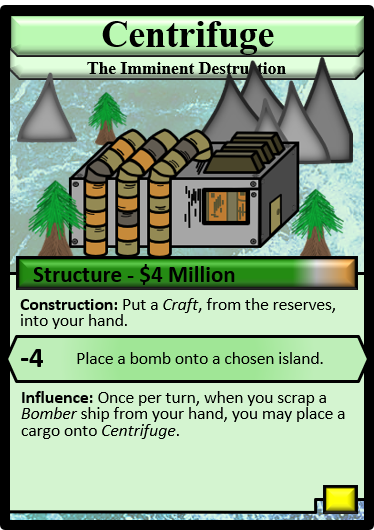 Centrifuge
The Imminent Destruction
Structure - $4 Million
Construction: Put a Craft, from the reserves,
into your hand.
-4 Place a bomb onto a chosen island.
Influence: Once per turn, when you scrap a
Bomber ship from your hand, you may place a
cargo onto Centrifuge.